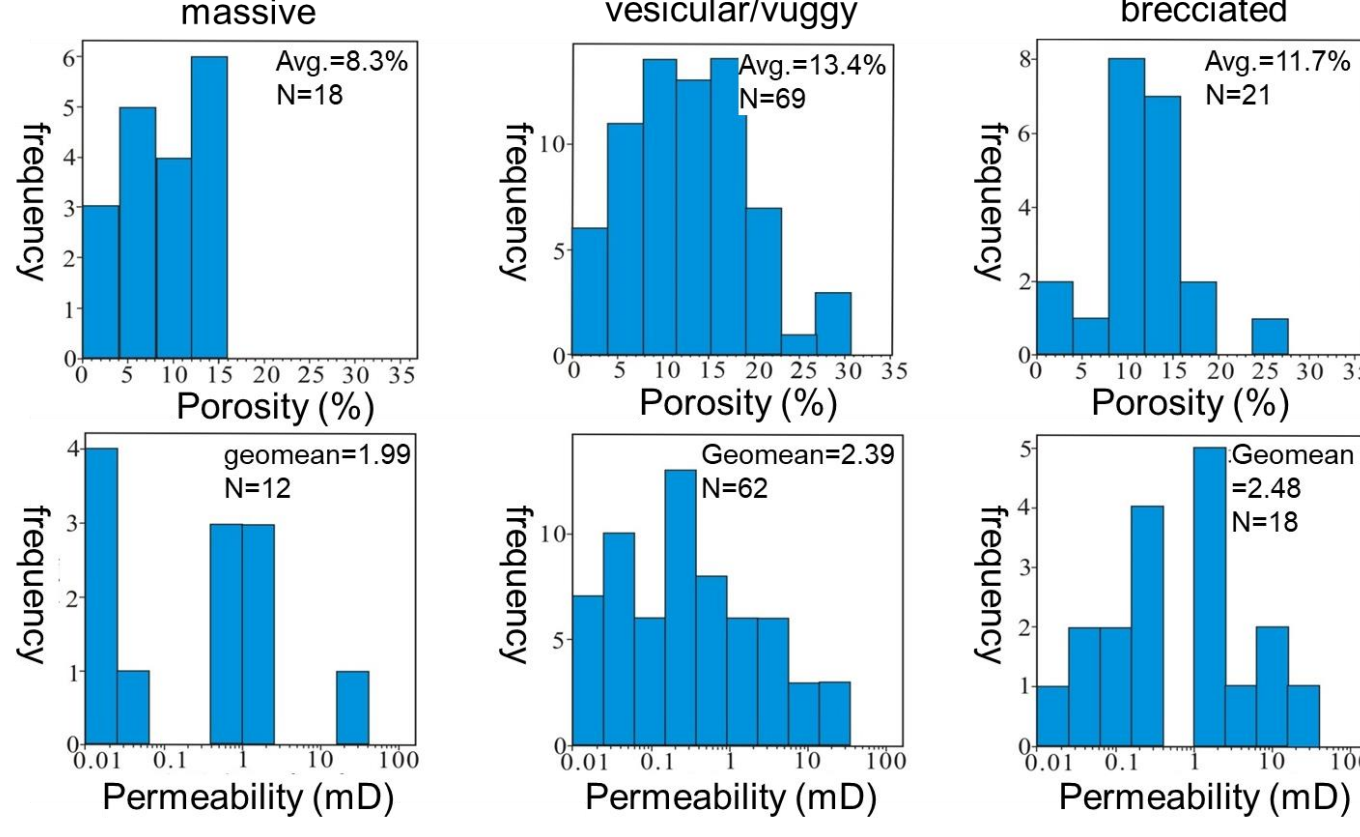 massive
vesicular/vuggy
brecciated
Avg.=8.3%
N=18
frequency
6
5
4
3
2
1
0
0 5 10 15 20 25 30 35
Porosity (%)
Avg.=13.4%
N=69
frequency
10
5
0
0 5 10 15 20 25 30 35
Porosity (%)
Avg.=11.7%
N=21
frequency
8
6
4
2
0
0 5 10 15 20 25 30 35
Porosity (%)
geomean=1.99
N=12
frequency
4
3
2
1
0
0.01 0.1 1 10 100
Permeability (mD)
Geomean=2.39
N=62
frequency
10
5
0
0.01 0.1 1 10 100
Permeability (mD)
Geomean
=2.48
N=18
frequency
5
4
3
2
1
0
0.01 0.1 1 10 100
Permeability (mD)